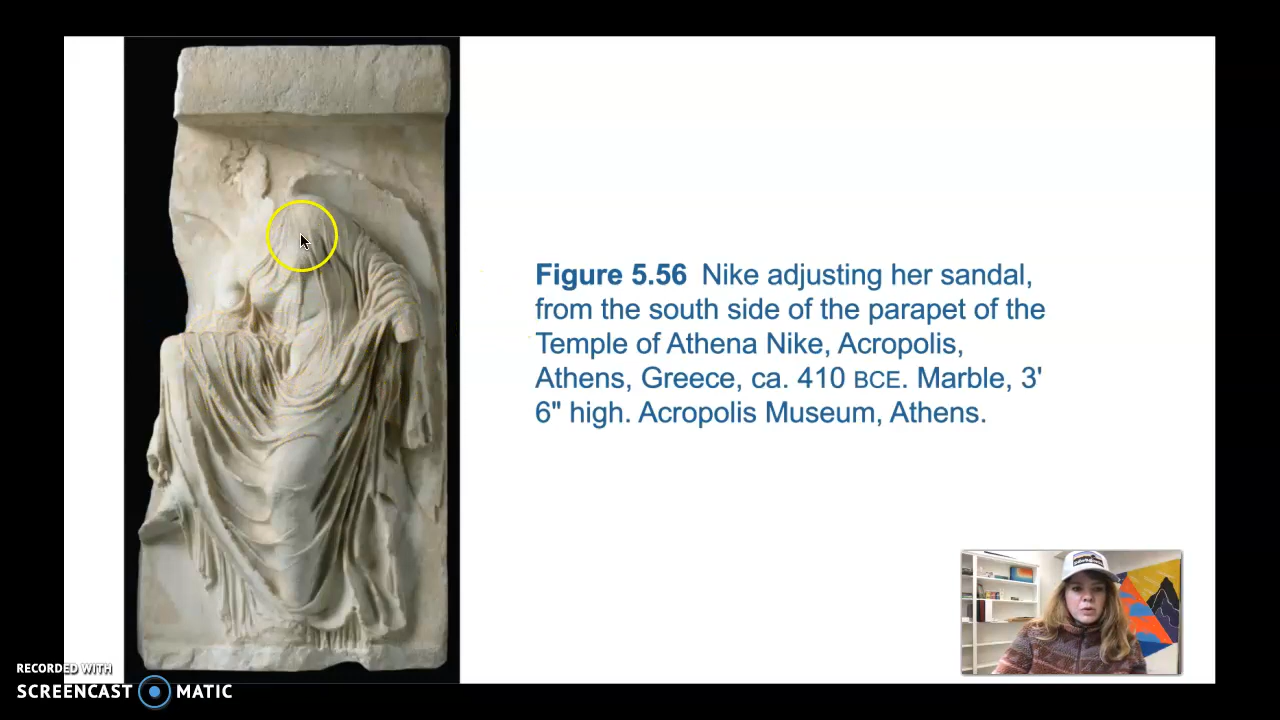 Figure 5.56 Nike adjusting her sandal,
from the south side of the parapet of the
Temple of Athena Nike, Acropolis,
Athens, Greece, ca. 410 BCE. Marble, 3'
6" high. Acropolis Museum, Athens.
RECORDED WITH
SCREENCAST MATIC